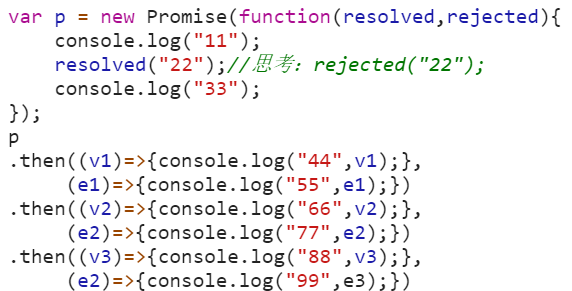 var p = new Promise(function(resolved,rejected){
    console.log("11");
    resolved("22");//思考：rejected("22");
    console.log("33");
});
p
.then((v1)=>{console.log("44",v1);},
     (e1)=>{console.log("55",e1);})
.then((v2)=>{console.log("66",v2);},
     (e2)=>{console.log("77",e2);})
.then((v3)=>{console.log("88",v3);},
     (e2)=>{console.log("99",e3);})